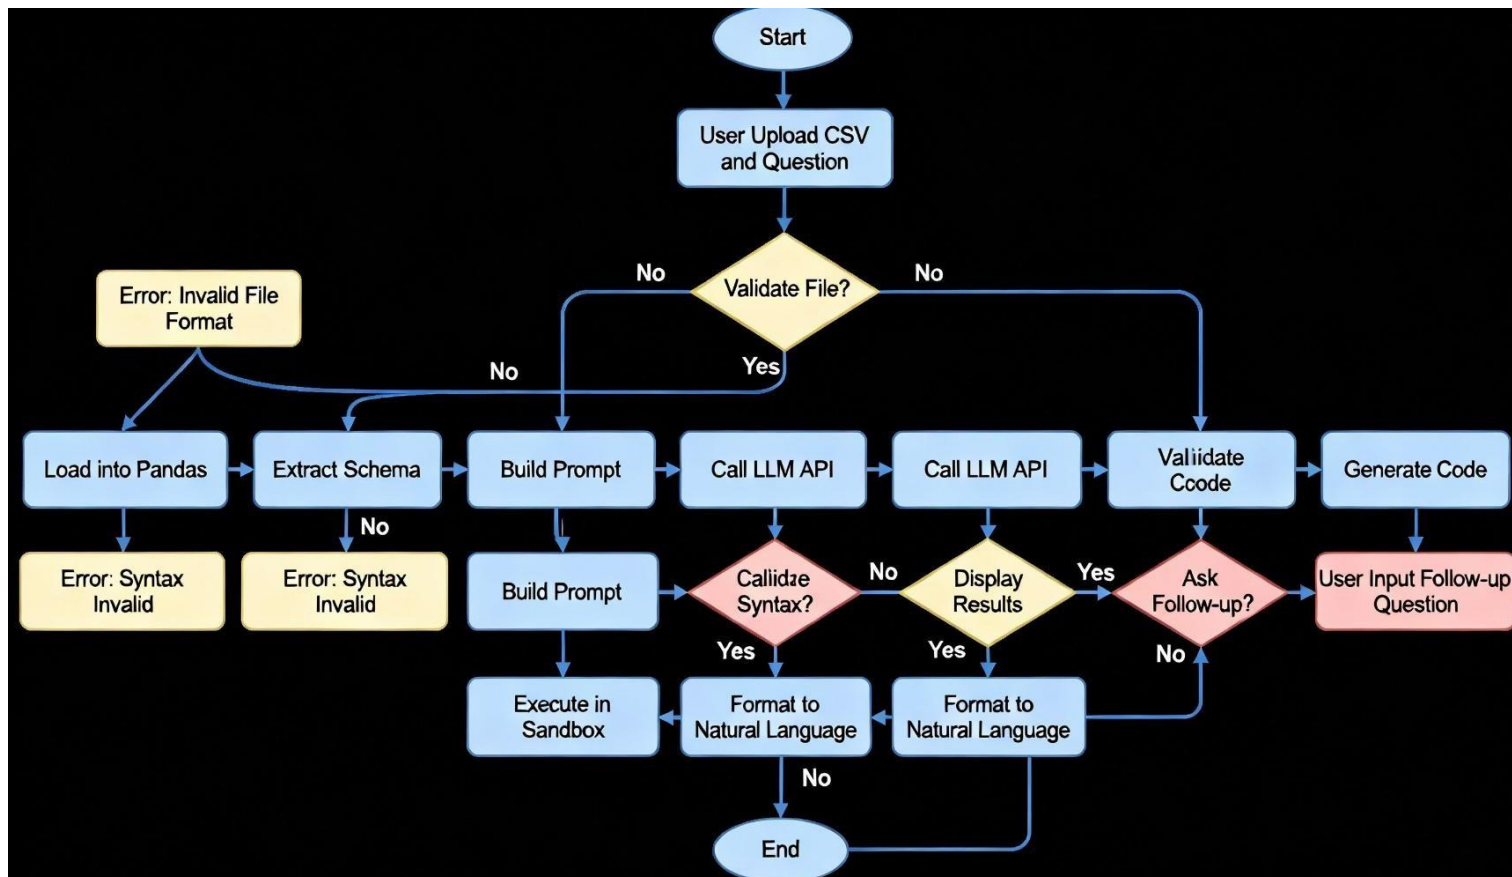 Start
User Upload CSV
and Question
No
No
Validate File?
Error: Invalid File
Format
No
Yes
Load into Pandas
Extract Schema
Build Prompt
Call LLM API
Call LLM API
Valiidate
Ccode
Generate Code
No
Error: Syntax
Invalid
Error: Syntax
Invalid
Build Prompt
Syntax?
No
Display
Results
Yes
Ask
Follow-up?
User Input Follow-up
Question
Yes
Yes
No
Execute in
Sandbox
Format to
Natural Language
Format to
Natural Language
No
End